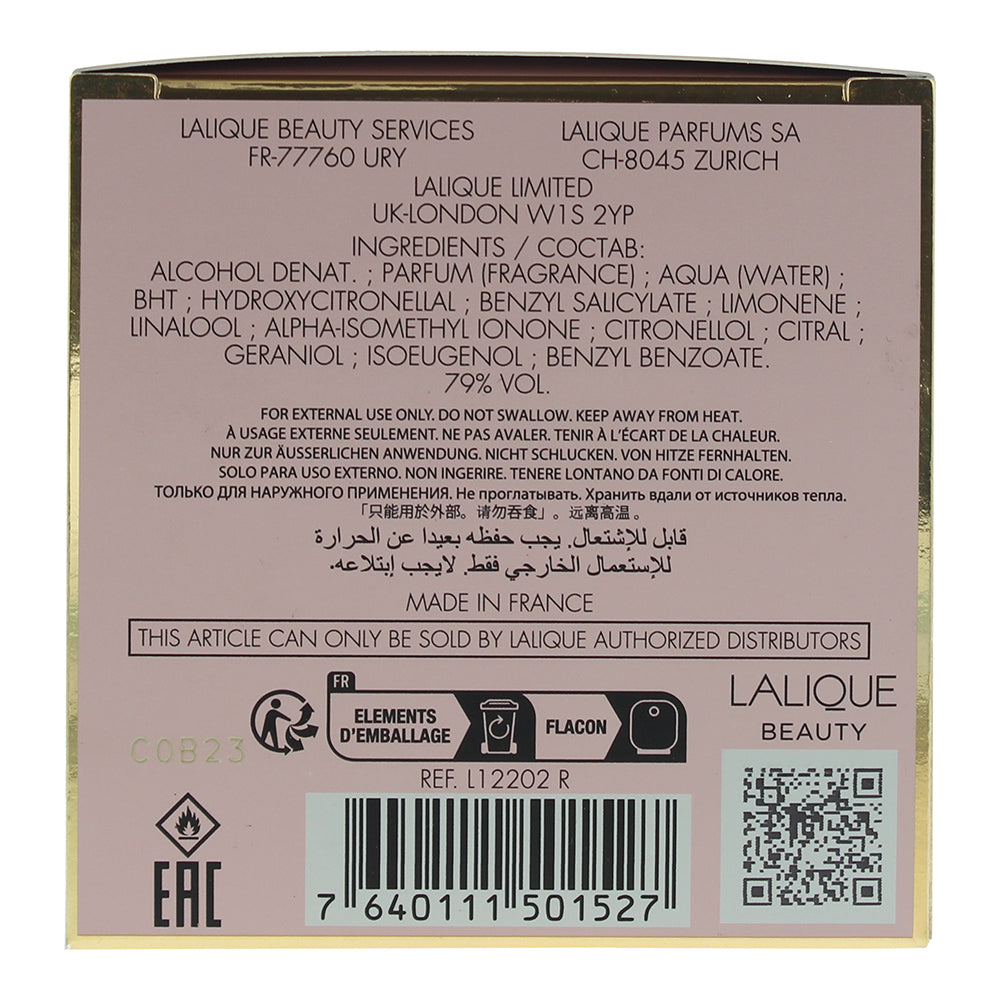 LALIQUE BEAUTY SERVICES
FR-77760 URY
LALIQUE PARFUMS SA
CH-8045 ZURICH
LALIQUE LIMITED
UK-LONDON W1S 2YP
INGREDIENTS / COCTAB:
ALCOHOL DENAT. ; PARFUM (FRAGRANCE) ; AQUA (WATER) ;
BHT ; HYDROXYCITRONELLAL ; BENZYL SALICYLATE ; LIMONENE ;
LINALOOL ; ALPHA-ISOMETHYL IONONE ; CITRONELLOL ; CITRAL ;
GERANIOL ; ISOEUGENOL ; BENZYL BENZOATE.
79% VOL.
FOR EXTERNAL USE ONLY. DO NOT SWALLOW. KEEP AWAY FROM HEAT.
À USAGE EXTERNE SEULEMENT. NE PAS AVALER. TENIR À L'ÉCART DE LA CHALEUR.
NUR ZUR ÄUSSERLICHEN ANWENDUNG. NICHT SCHLUCKEN. VON HITZE FERNHALTEN.
SOLO PARA USO EXTERNO. NON INGERIRE. TENERE LONTANO DA FONTI DI CALORE.
ТОЛЬКО ДЛЯ НАРУЖНОГО ПРИМЕНЕНИЯ. Не проглатывать. Хранить вдали от источников тепла.
「只能用於外部。请勿吞食」。远离高温。
قابل للإشتعال. يجب حفظه بعيدا عن الحرارة
للإستعمال الخارجي فقط. لايجب إبتلاعه.
MADE IN FRANCE
THIS ARTICLE CAN ONLY BE SOLD BY LALIQUE AUTHORIZED DISTRIBUTORS
FR
ELEMENTS
D'EMBALLAGE
FLACON
LALIQUE
BEAUTY
C0B23
REF. L12202 R
EAC
7 640111 501527